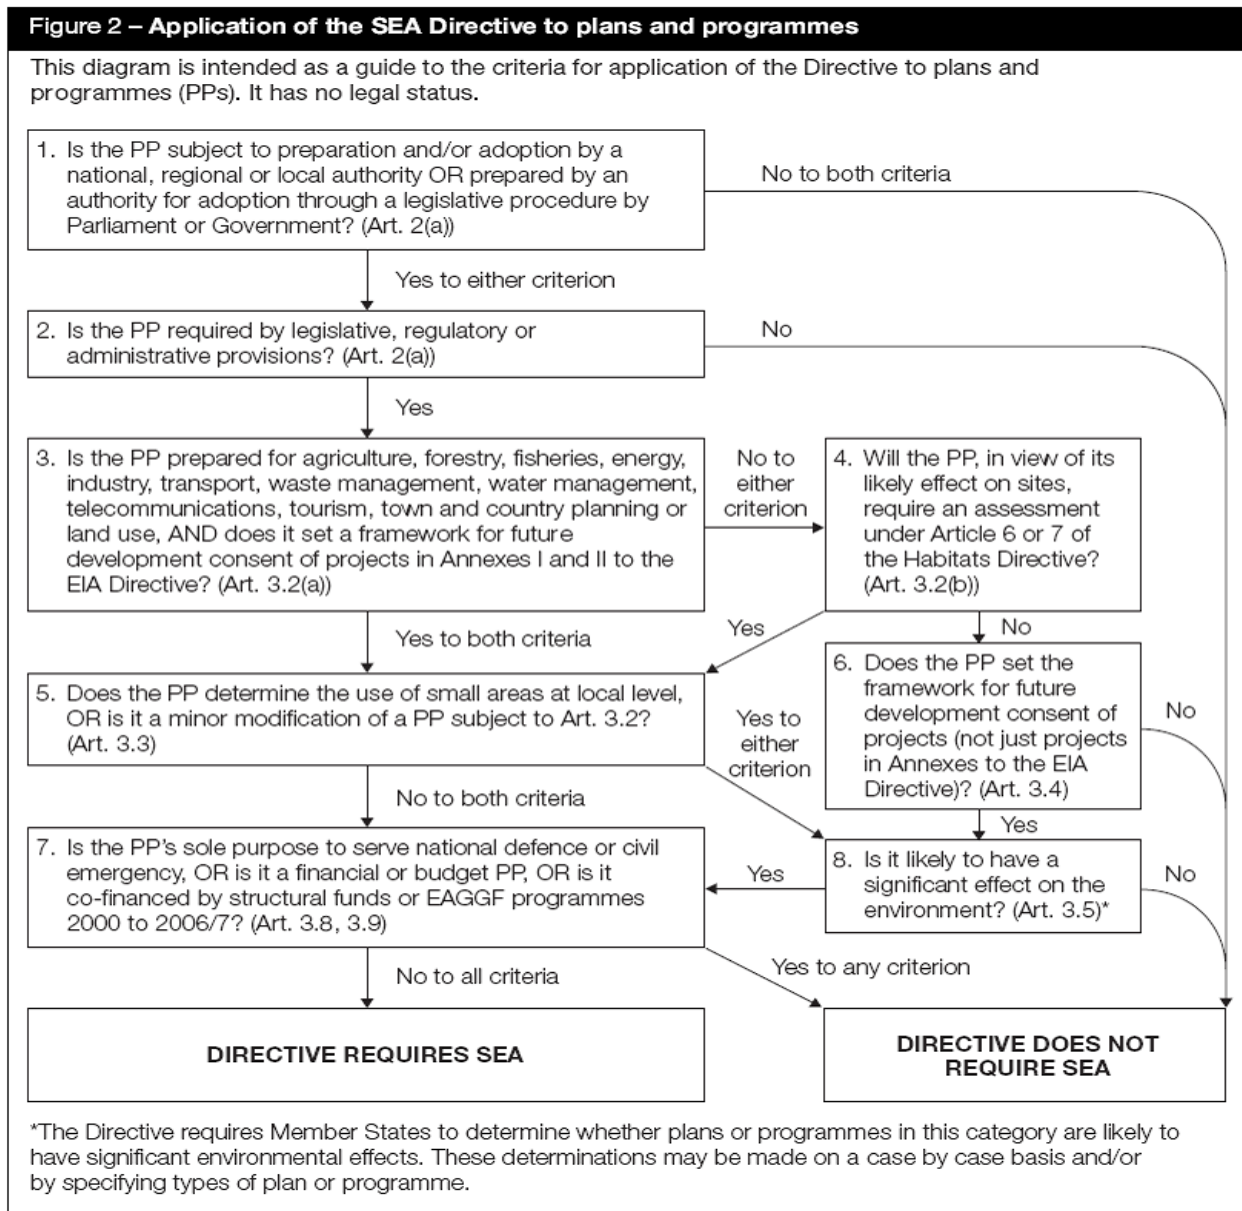 Figure 2 – Application of the SEA Directive to plans and programmes
This diagram is intended as a guide to the criteria for application of the Directive to plans and
programmes (PPs). It has no legal status.
1. Is the PP subject to preparation and/or adoption by a
national, regional or local authority OR prepared by an
authority for adoption through a legislative procedure by
Parliament or Government? (Art. 2(a))
No to both criteria
Yes to either criterion
2. Is the PP required by legislative, regulatory or
administrative provisions? (Art. 2(a))
No
Yes
3. Is the PP prepared for agriculture, forestry, fisheries, energy,
industry, transport, waste management, water management,
telecommunications, tourism, town and country planning or
land use, AND does it set a framework for future
development consent of projects in Annexes I and II to the
EIA Directive? (Art. 3.2(a))
No to
either
criterion
4. Will the PP, in view of its
likely effect on sites,
require an assessment
under Article 6 or 7 of
the Habitats Directive?
(Art. 3.2(b))
Yes to both criteria
Yes
No
5. Does the PP determine the use of small areas at local level,
OR is it a minor modification of a PP subject to Art. 3.2?
(Art. 3.3)
Yes to
either
criterion
6. Does the PP set the
framework for future
development consent of
projects (not just projects
in Annexes to the EIA
Directive)? (Art. 3.4)
No
No to both criteria
Yes
7. Is the PP's sole purpose to serve national defence or civil
emergency, OR is it a financial or budget PP, OR is it
co-financed by structural funds or EAGGF programmes
2000 to 2006/7? (Art. 3.8, 3.9)
Yes
8. Is it likely to have a
significant effect on the
environment? (Art. 3.5)*
No
No to all criteria
Yes to any criterion
DIRECTIVE REQUIRES SEA
DIRECTIVE DOES NOT
REQUIRE SEA
*The Directive requires Member States to determine whether plans or programmes in this category are likely to
have significant environmental effects. These determinations may be made on a case by case basis and/or
by specifying types of plan or programme.